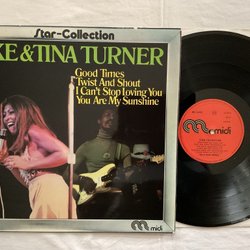 Star-Collection
KE & TINA TURNER
Good Times
Twist And Shout
I Can't Stop Loving You
You Are My Sunshine
midi
midi